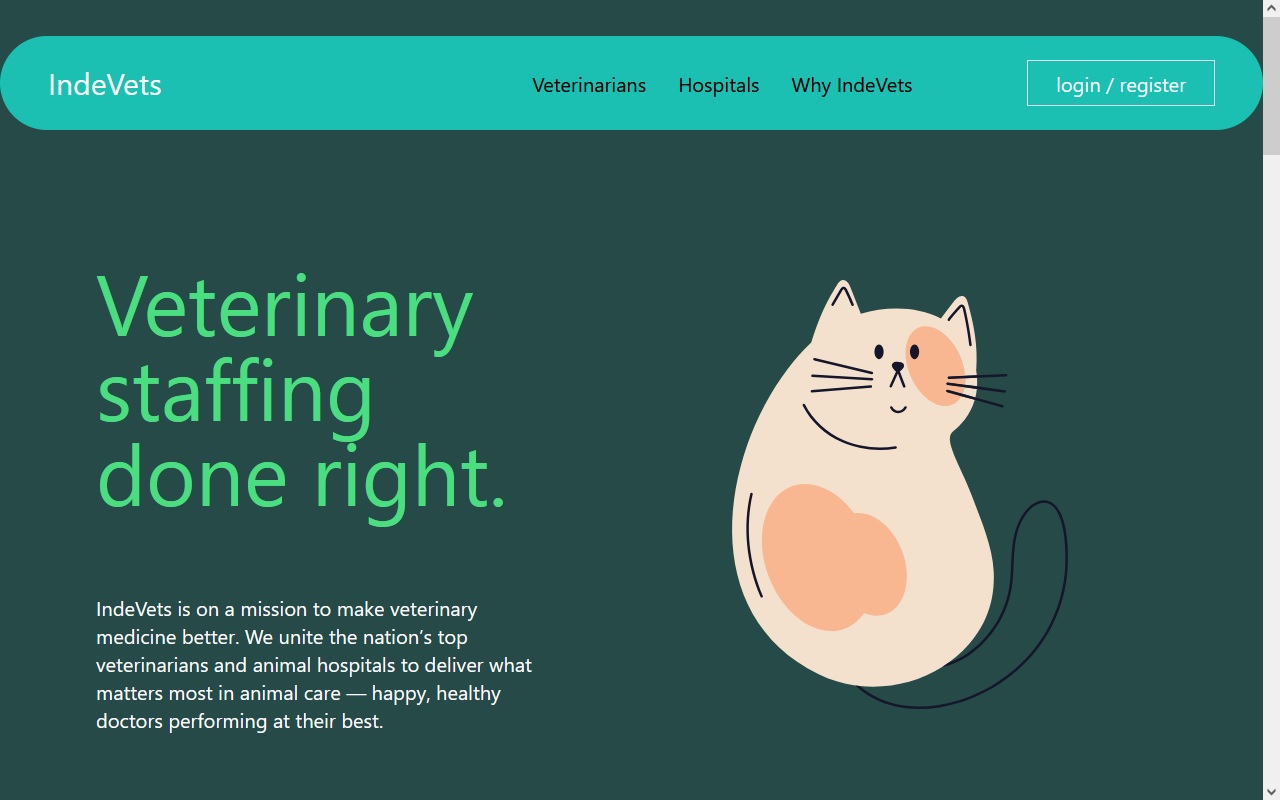 IndeVets
Veterinarians
Hospitals
Why IndeVets
login / register
Veterinary
staffing
done right.
IndeVets is on a mission to make veterinary
medicine better. We unite the nation’s top
veterinarians and animal hospitals to deliver what
matters most in animal care — happy, healthy
doctors performing at their best.